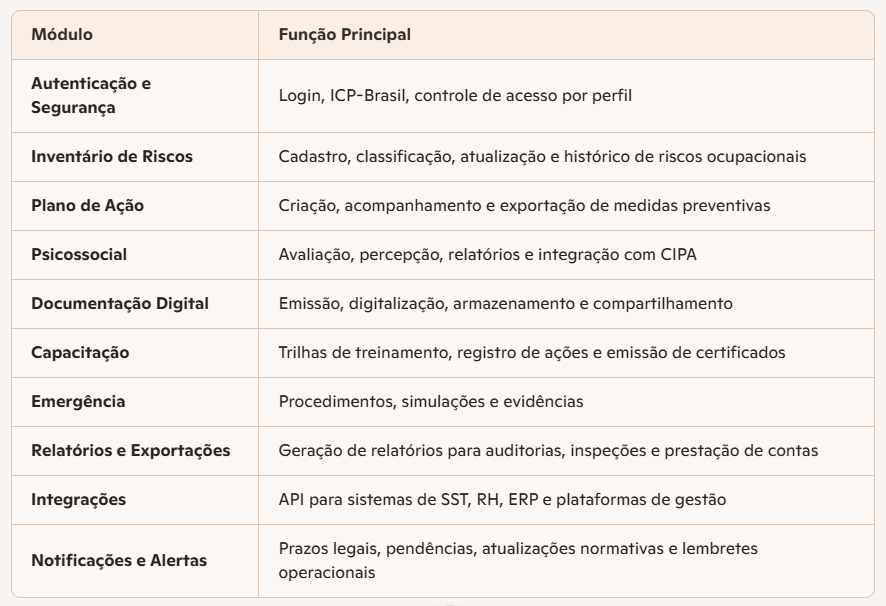 Módulo
Função Principal
Autenticação e
Segurança
Login, ICP-Brasil, controle de acesso por perfil
Inventário de Riscos
Cadastro, classificação, atualização e histórico de riscos ocupacionais
Plano de Ação
Criação, acompanhamento e exportação de medidas preventivas
Psicossocial
Avaliação, percepção, relatórios e integração com CIPA
Documentação Digital
Emissão, digitalização, armazenamento e compartilhamento
Capacitação
Trilhas de treinamento, registro de ações e emissão de certificados
Emergência
Procedimentos, simulações e evidências
Relatórios e Exportações
Geração de relatórios para auditorias, inspeções e prestação de contas
Integrações
API para sistemas de SST, RH, ERP e plataformas de gestão
Notificações e Alertas
Prazos legais, pendências, atualizações normativas e lembretes
operacionais